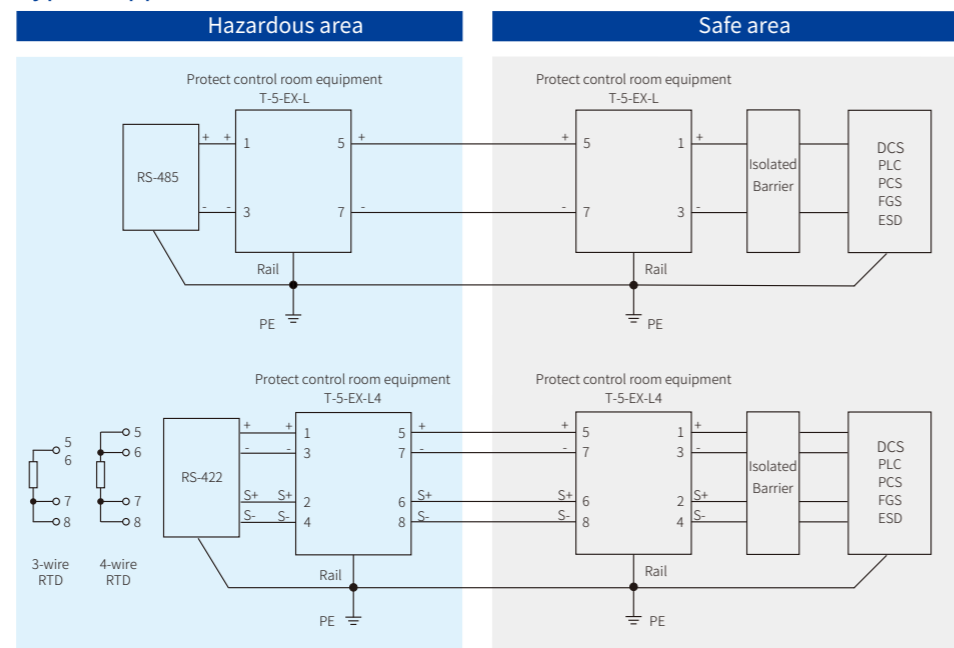 Hazardous area
Safe area
Protect control room equipment
T-5-EX-L
RS-485
+ + 1 5 +
- - 3 7 -
Rail
PE
Protect control room equipment
T-5-EX-L
+ 5 1 +
- 7 3 -
Isolated
Barrier
DCS
PLC
PCS
FGS
ESD
Rail
PE
5
6
7
8
3-wire
RTD
5
6
7
8
4-wire
RTD
Protect control room equipment
T-5-EX-L4
RS-422
+ + 1 5 +
- - 3 7 -
S+ S+ 2 6 S+
S- S- 4 8 S-
Rail
PE
Protect control room equipment
T-5-EX-L4
+ 5 1 +
- 7 3 -
S+ 6 2 S+
S- 8 4 S-
Isolated
Barrier
DCS
PLC
PCS
FGS
ESD
Rail
PE